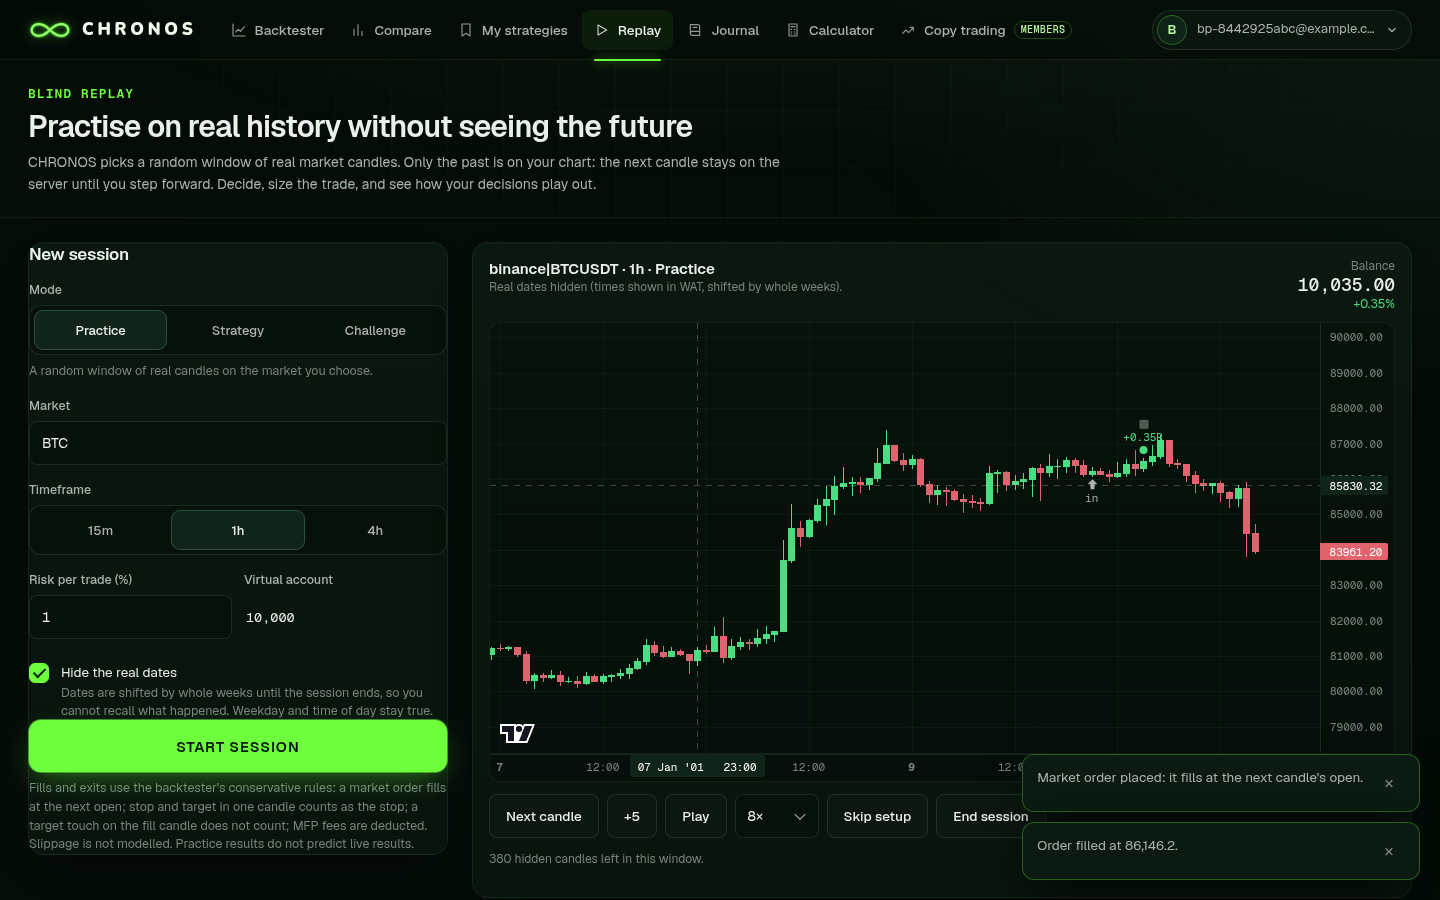 CHRONOS
Backtester
Compare
My strategies
Replay
Journal
Calculator
Copy trading
MEMBERS
B
bp-8442925abc@example.c...
BLIND REPLAY
Practise on real history without seeing the future
CHRONOS picks a random window of real market candles. Only the past is on your chart: the next candle stays on the
server until you step forward. Decide, size the trade, and see how your decisions play out.
New session
Mode
Practice
Strategy
Challenge
A random window of real candles on the market you choose.
Market
BTC
Timeframe
15m
1h
4h
Risk per trade (%)
Virtual account
1
10,000
Hide the real dates
Dates are shifted by whole weeks until the session ends, so you
cannot recall what happened. Weekday and time of day stay true.
START SESSION
Fills and exits use the backtester's conservative rules: a market order fills
at the next open; stop and target in one candle counts as the stop; a
target touch on the fill candle does not count; MFP fees are deducted.
Slippage is not modelled. Practice results do not predict live results.
binance|BTCUSDT · 1h · Practice
Real dates hidden (times shown in WAT, shifted by whole weeks).
Balance
10,035.00
+0.35%
90000.00
89000.00
88000.00
87000.00
85830.32
85000.00
83961.20
83000.00
82000.00
81000.00
80000.00
79000.00
+0.35R
in
7
12:00
07 Jan '01 23:00
12:00
9
Next candle
+5
Play
8×
Skip setup
End session
380 hidden candles left in this window.
Market order placed: it fills at the next candle's open.
×
Order filled at 86,146.2.
×